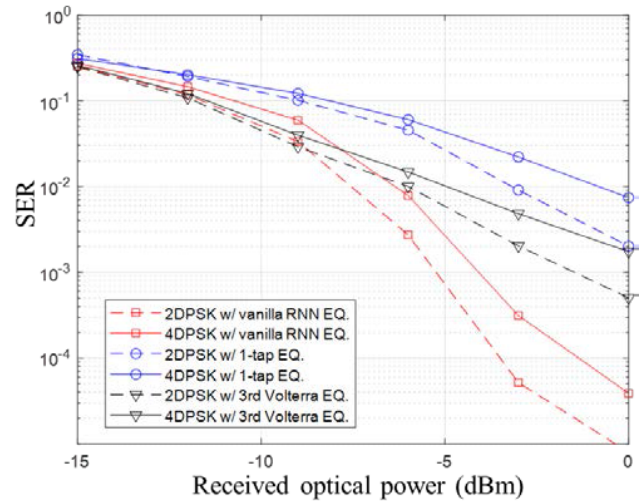 10^0
10^-1
10^-2
10^-3
10^-4
SER
2DPSK w/ vanilla RNN EQ.
4DPSK w/ vanilla RNN EQ.
2DPSK w/ 1-tap EQ.
4DPSK w/ 1-tap EQ.
2DPSK w/ 3rd Volterra EQ.
4DPSK w/ 3rd Volterra EQ.
-15 -10 -5 0
Received optical power (dBm)